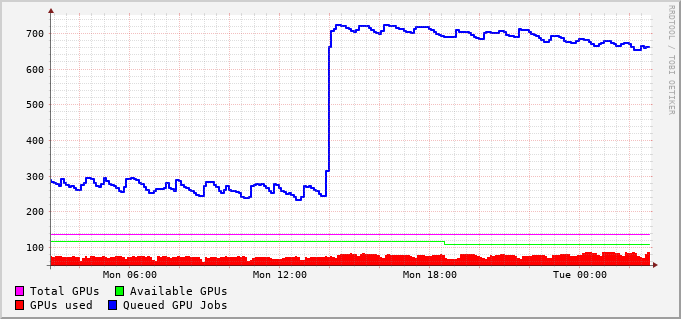 RRDTOOL / TOBI OETIKER
700
600
500
400
300
200
100
Mon 06:00 Mon 12:00 Mon 18:00 Tue 00:00
Total GPUs Available GPUs
GPUs used Queued GPU Jobs